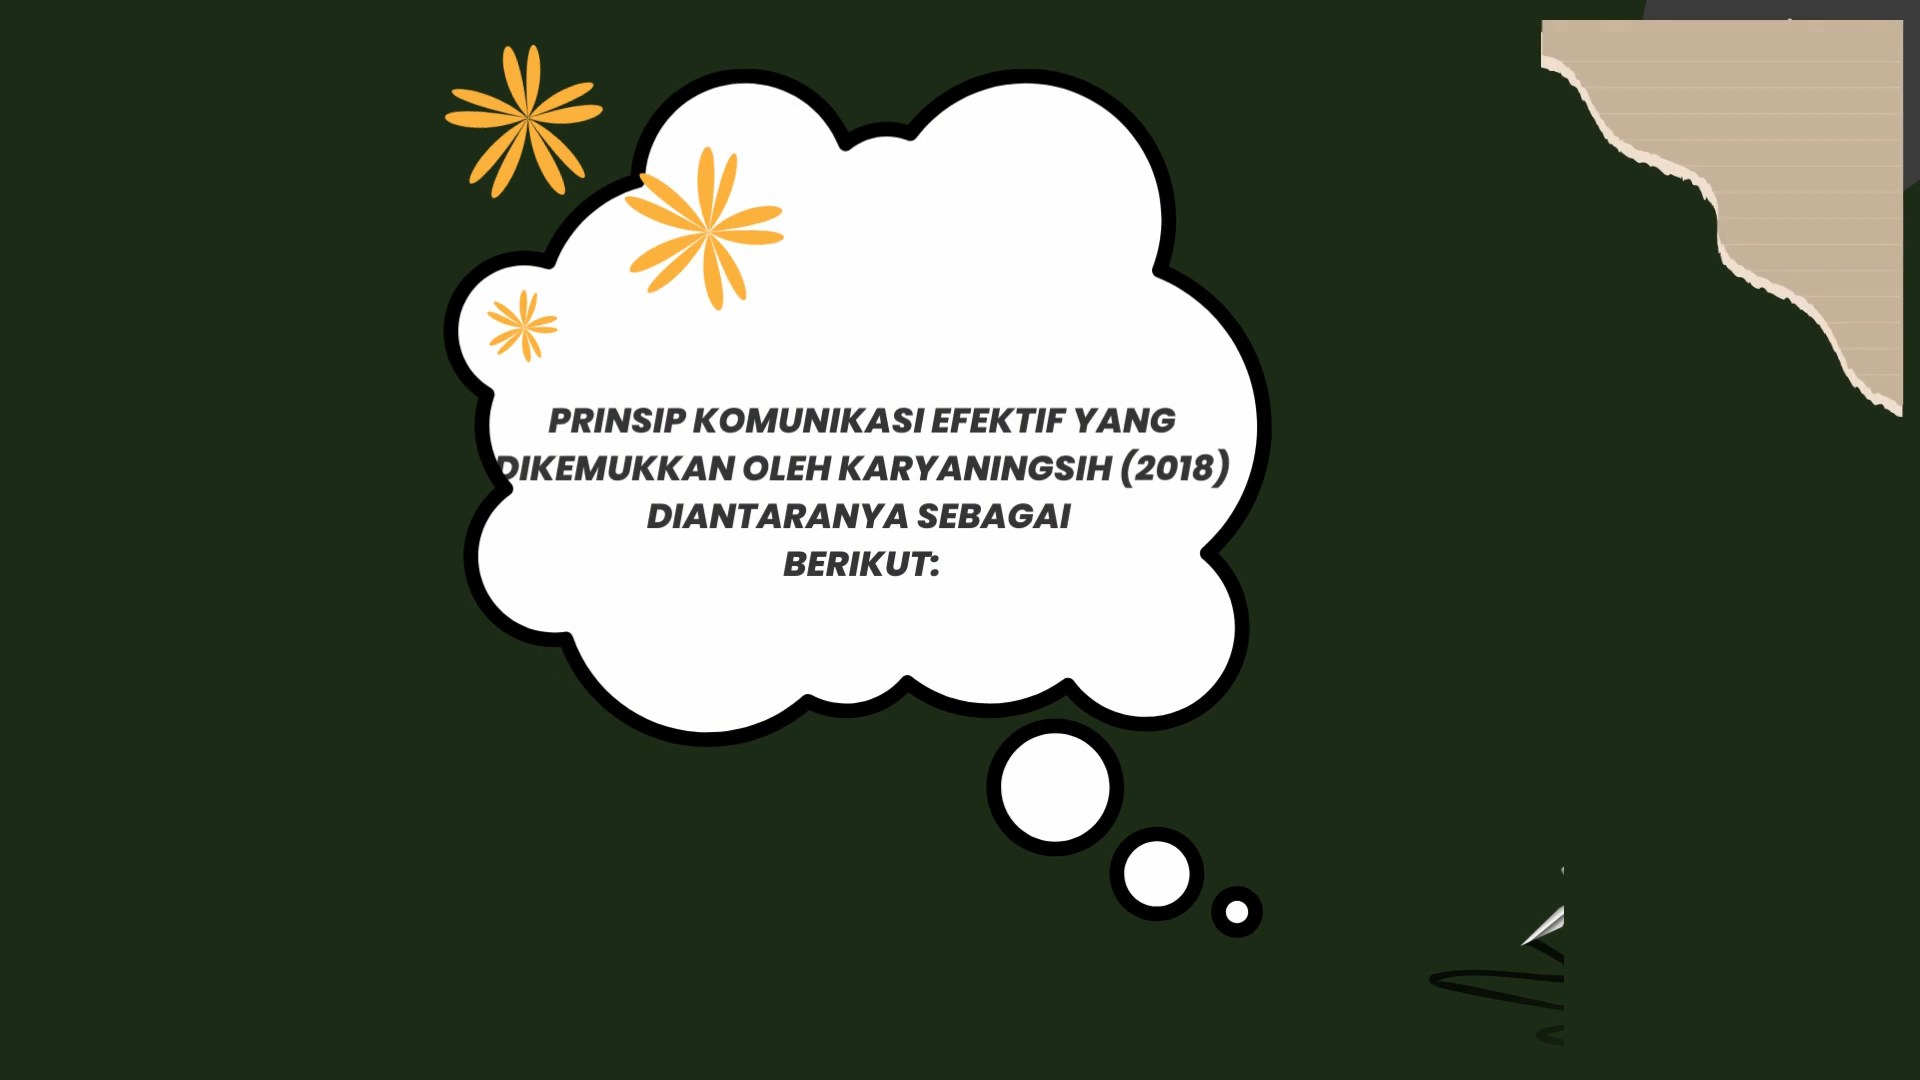 PRINSIP KOMUNIKASI EFEKTIF YANG
DIKEMUKKAN OLEH KARYANINGSIH (2018)
DIANTARANYA SEBAGAI
BERIKUT: